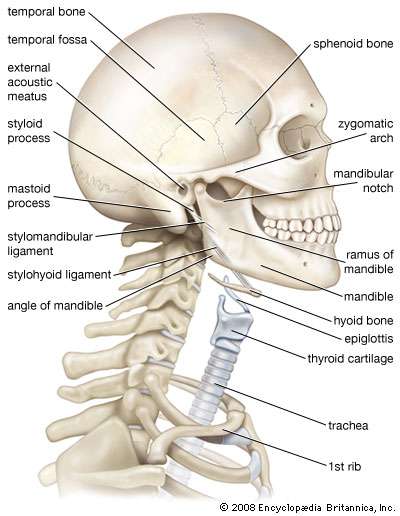 temporal bone
temporal fossa
external
acoustic
meatus
styloid
process
mastoid
process
stylomandibular
ligament
stylohyoid ligament
angle of mandible
sphenoid bone
zygomatic
arch
mandibular
notch
ramus of
mandible
mandible
hyoid bone
epiglottis
thyroid cartilage
trachea
1st rib
© 2008 Encyclopædia Britannica, Inc.